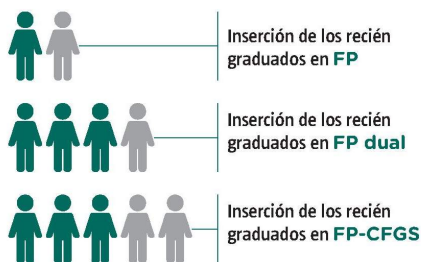 Inserción de los recién
graduados en FP
Inserción de los recién
graduados en FP dual
Inserción de los recién
graduados en FP-CFGS